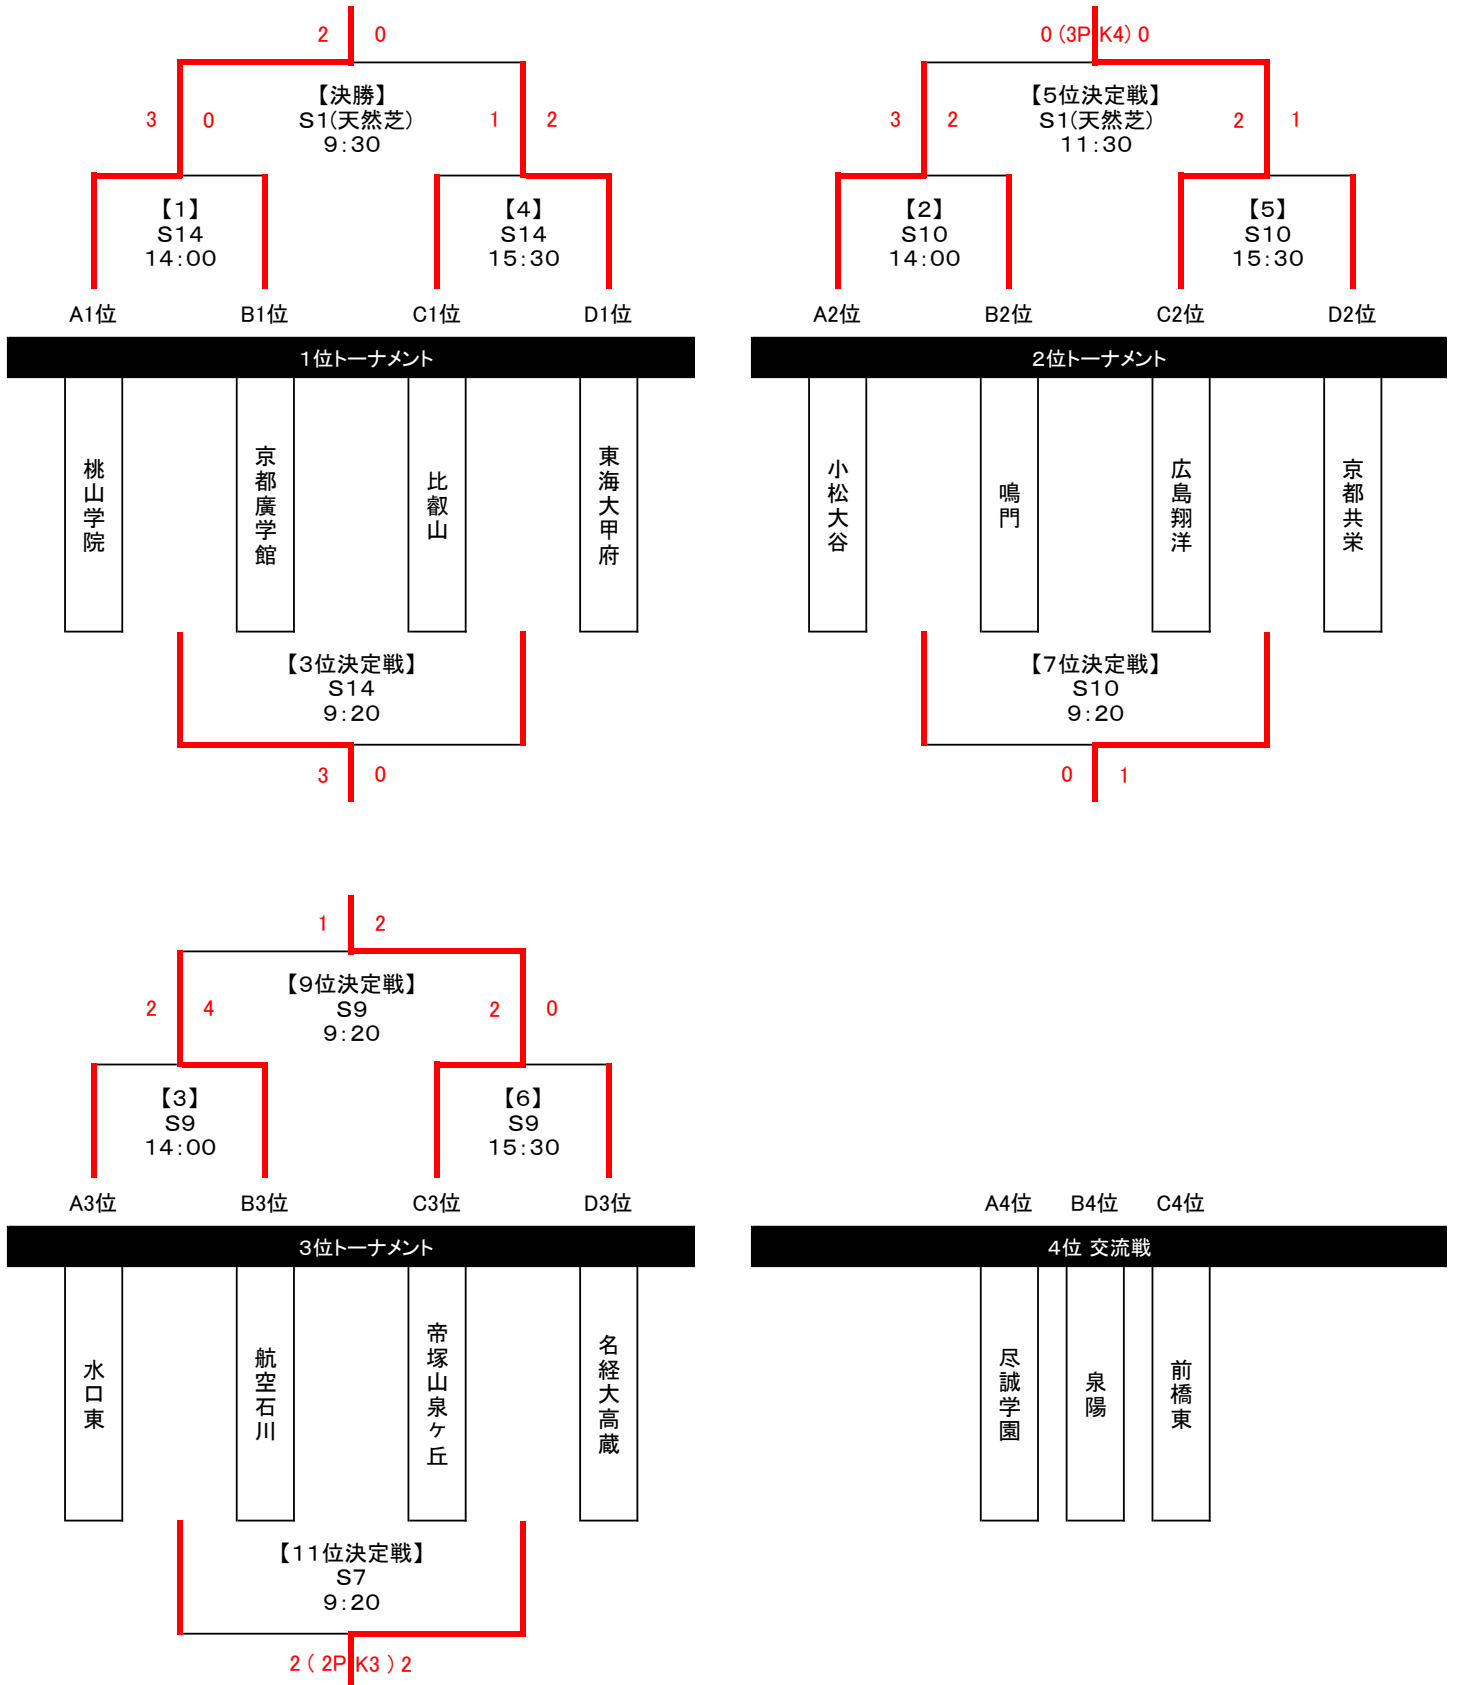 2 0
【決勝】
S1(天然芝)
9:30
3 0
1 2
【1】
S14
14:00
【4】
S14
15:30
A1位 B1位 C1位 D1位
1位トーナメント
桃山学院
京都廣学館
比叡山
東海大甲府
【3位決定戦】
S14
9:20
3 0
0(3PK4)0
【5位決定戦】
S1(天然芝)
11:30
3 2
2 1
【2】
S10
14:00
【5】
S10
15:30
A2位 B2位 C2位 D2位
2位トーナメント
小松大谷
鳴門
広島翔洋
京都共栄
【7位決定戦】
S10
9:20
0 1
1 2
【9位決定戦】
S9
9:20
2 4
2 0
【3】
S9
14:00
【6】
S9
15:30
A3位 B3位 C3位 D3位
3位トーナメント
水口東
航空石川
帝塚山泉ヶ丘
名経大高蔵
【11位決定戦】
S7
9:20
2(2PK3)2
A4位 B4位 C4位
4位 交流戦
尽誠学園
泉陽
前橋東